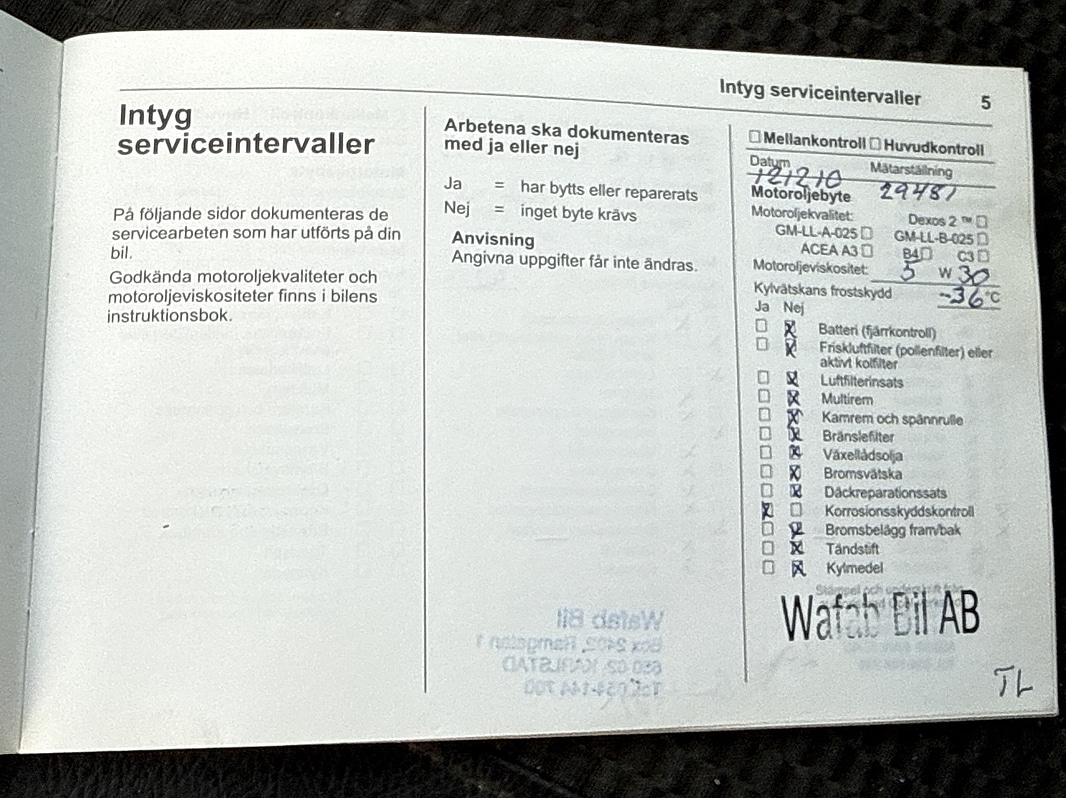 Intyg serviceintervaller 5
Intyg
serviceintervaller
På följande sidor dokumenteras de
servicearbeten som har utförts på din
bil.
Godkända motoroljekvaliteter och
motoroljeviskositeter finns i bilens
instruktionsbok.
Arbetena ska dokumenteras
med ja eller nej
Ja = har bytts eller reparerats
Nej = inget byte krävs
Anvisning
Angivna uppgifter får inte ändras.
☐ Mellankontroll ☐ Huvudkontroll
Datum Mätarställning
121210 29481
Motoroljebyte
Motoroljekvalitet: Dexos 2 ™ ☐
GM-LL-A-025 ☐ GM-LL-B-025 ☐
ACEA A3 ☐ B4 ☐ C3 ☐
Motoroljeviskositet: 5 W 30
Kylvätskans frostskydd -36 °C
Ja Nej
☐ ☒ Batteri (fjärrkontroll)
☐ ☒ Friskluftfilter (pollenfilter) eller
aktivt kolfilter
☐ ☒ Luftfilterinsats
☐ ☒ Multirem
☐ ☒ Kamrem och spännrulle
☐ ☒ Bränslefilter
☐ ☒ Växellådsolja
☐ ☒ Bromsvätska
☐ ☒ Däckreparationssats
☒ ☐ Korrosionsskyddskontroll
☐ ☒ Bromsbelägg fram/bak
☐ ☒ Tändstift
☐ ☒ Kylmedel
Wafab Bil AB
TL